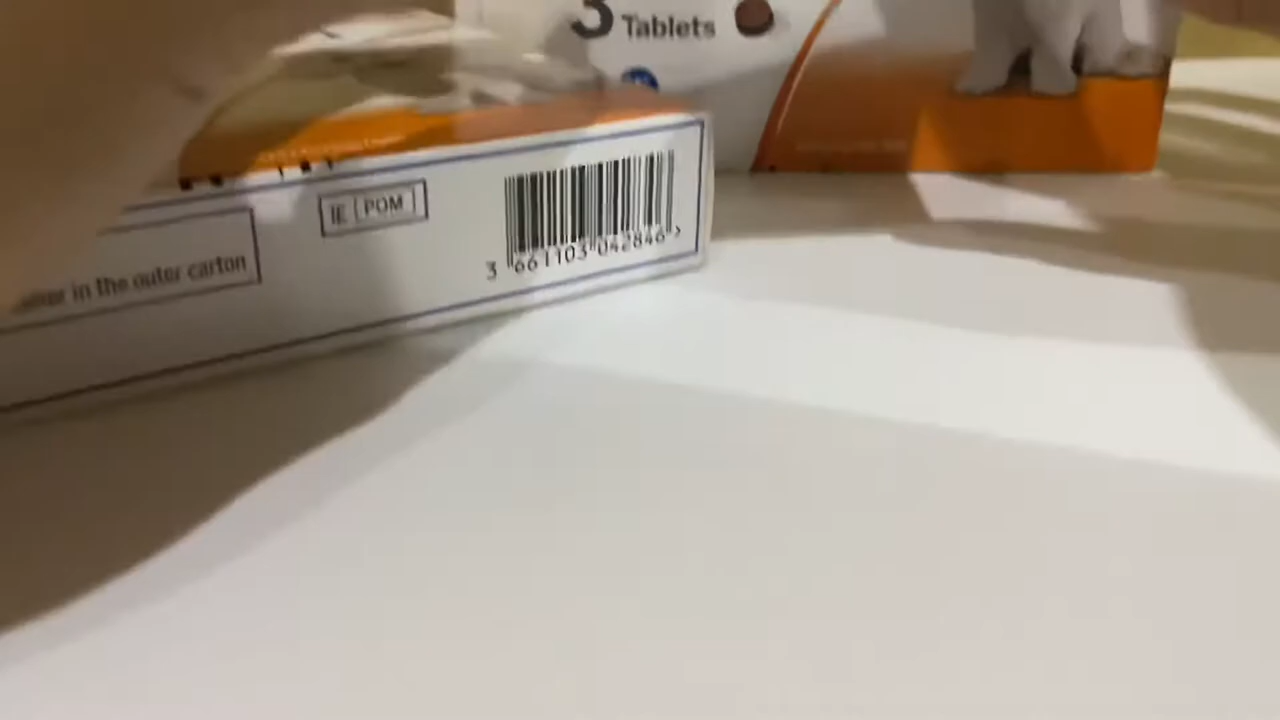 3 Tablets
IE POM
in the outer carton
3 661103 042846 >